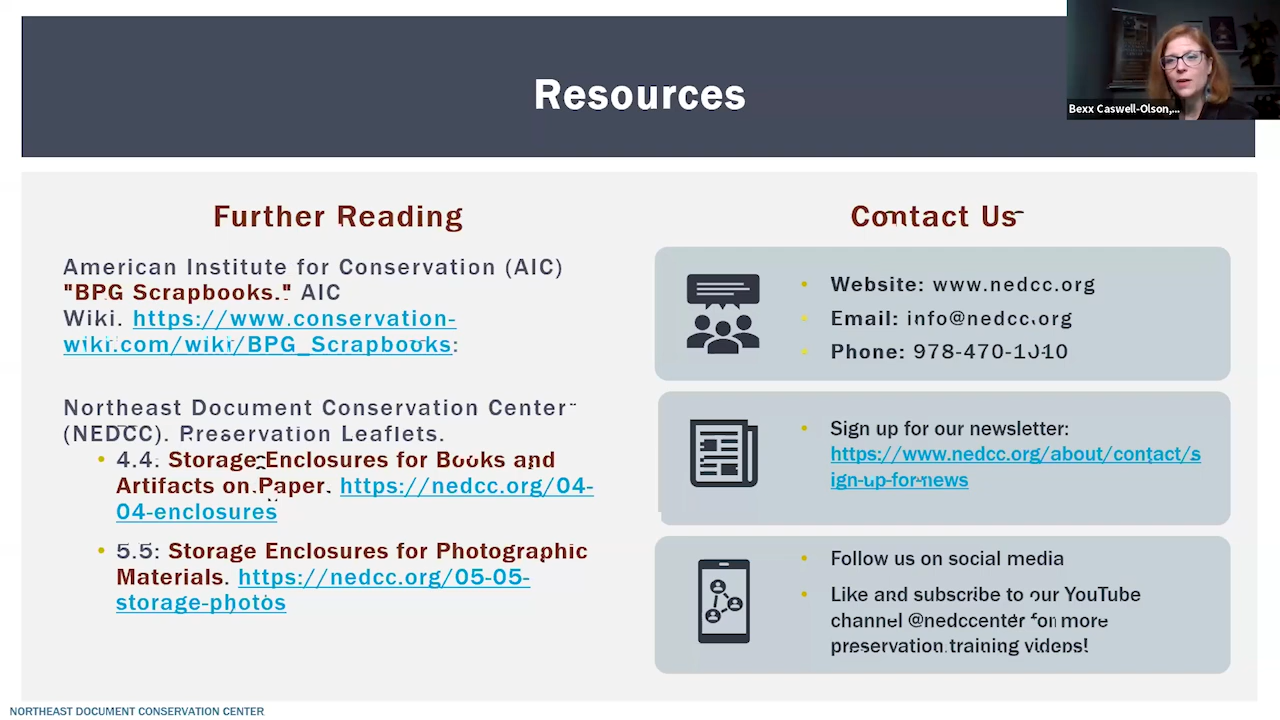 Resources
Bexx Caswell-Olson,...
Further Reading
American Institute for Conservation (AIC)
"BPG Scrapbooks." AIC
Wiki. https://www.conservation-
wiki.com/wiki/BPG_Scrapbooks:
Northeast Document Conservation Center
(NEDCC). Preservation Leaflets.
• 4.4: Storage Enclosures for Books and
Artifacts on Paper. https://nedcc.org/04-
04-enclosures
• 5.5: Storage Enclosures for Photographic
Materials. https://nedcc.org/05-05-
storage-photos
Contact Us
• Website: www.nedcc.org
• Email: info@nedcc.org
• Phone: 978-470-1010
• Sign up for our newsletter:
https://www.nedcc.org/about/contact/s
ign-up-for-news
• Follow us on social media
• Like and subscribe to our YouTube
channel @nedccenter for more
preservation training videos!
NORTHEAST DOCUMENT CONSERVATION CENTER